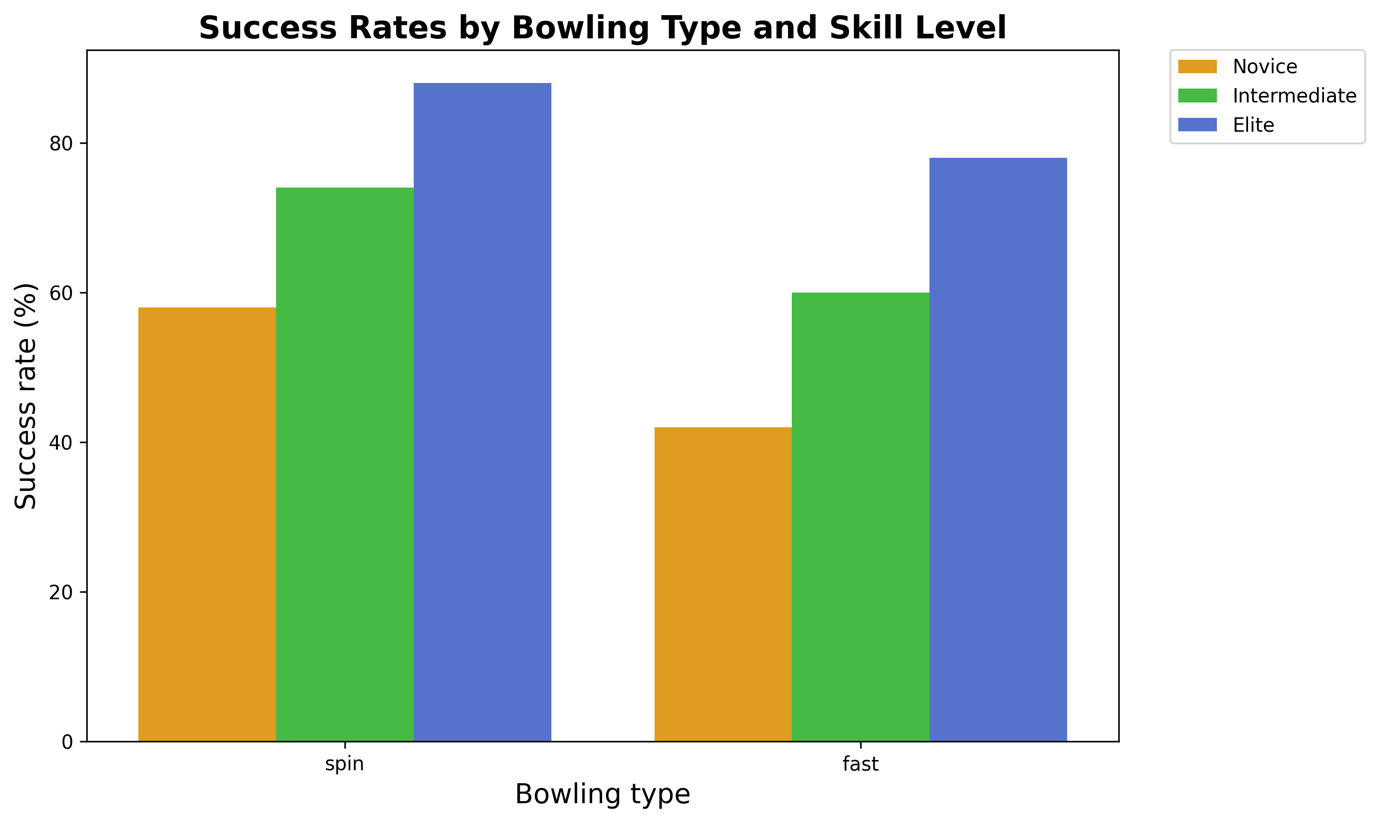 Success Rates by Bowling Type and Skill Level
Novice
Intermediate
Elite
Success rate (%)
80
60
40
20
0
spin
fast
Bowling type